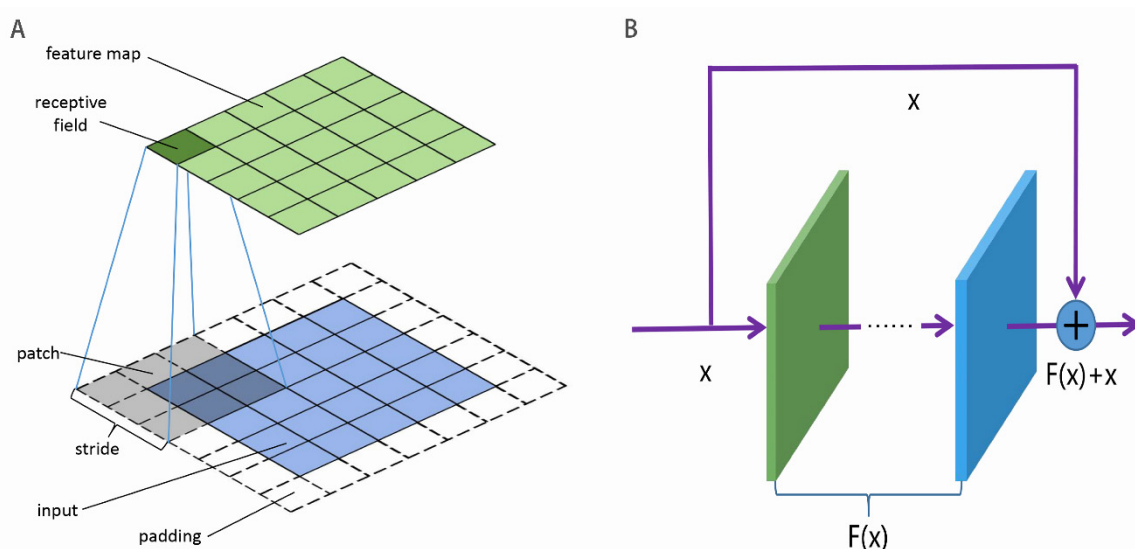 A
feature map
receptive
field
patch
stride
input
padding
B
x
x
......
+
F(x)+x
F(x)